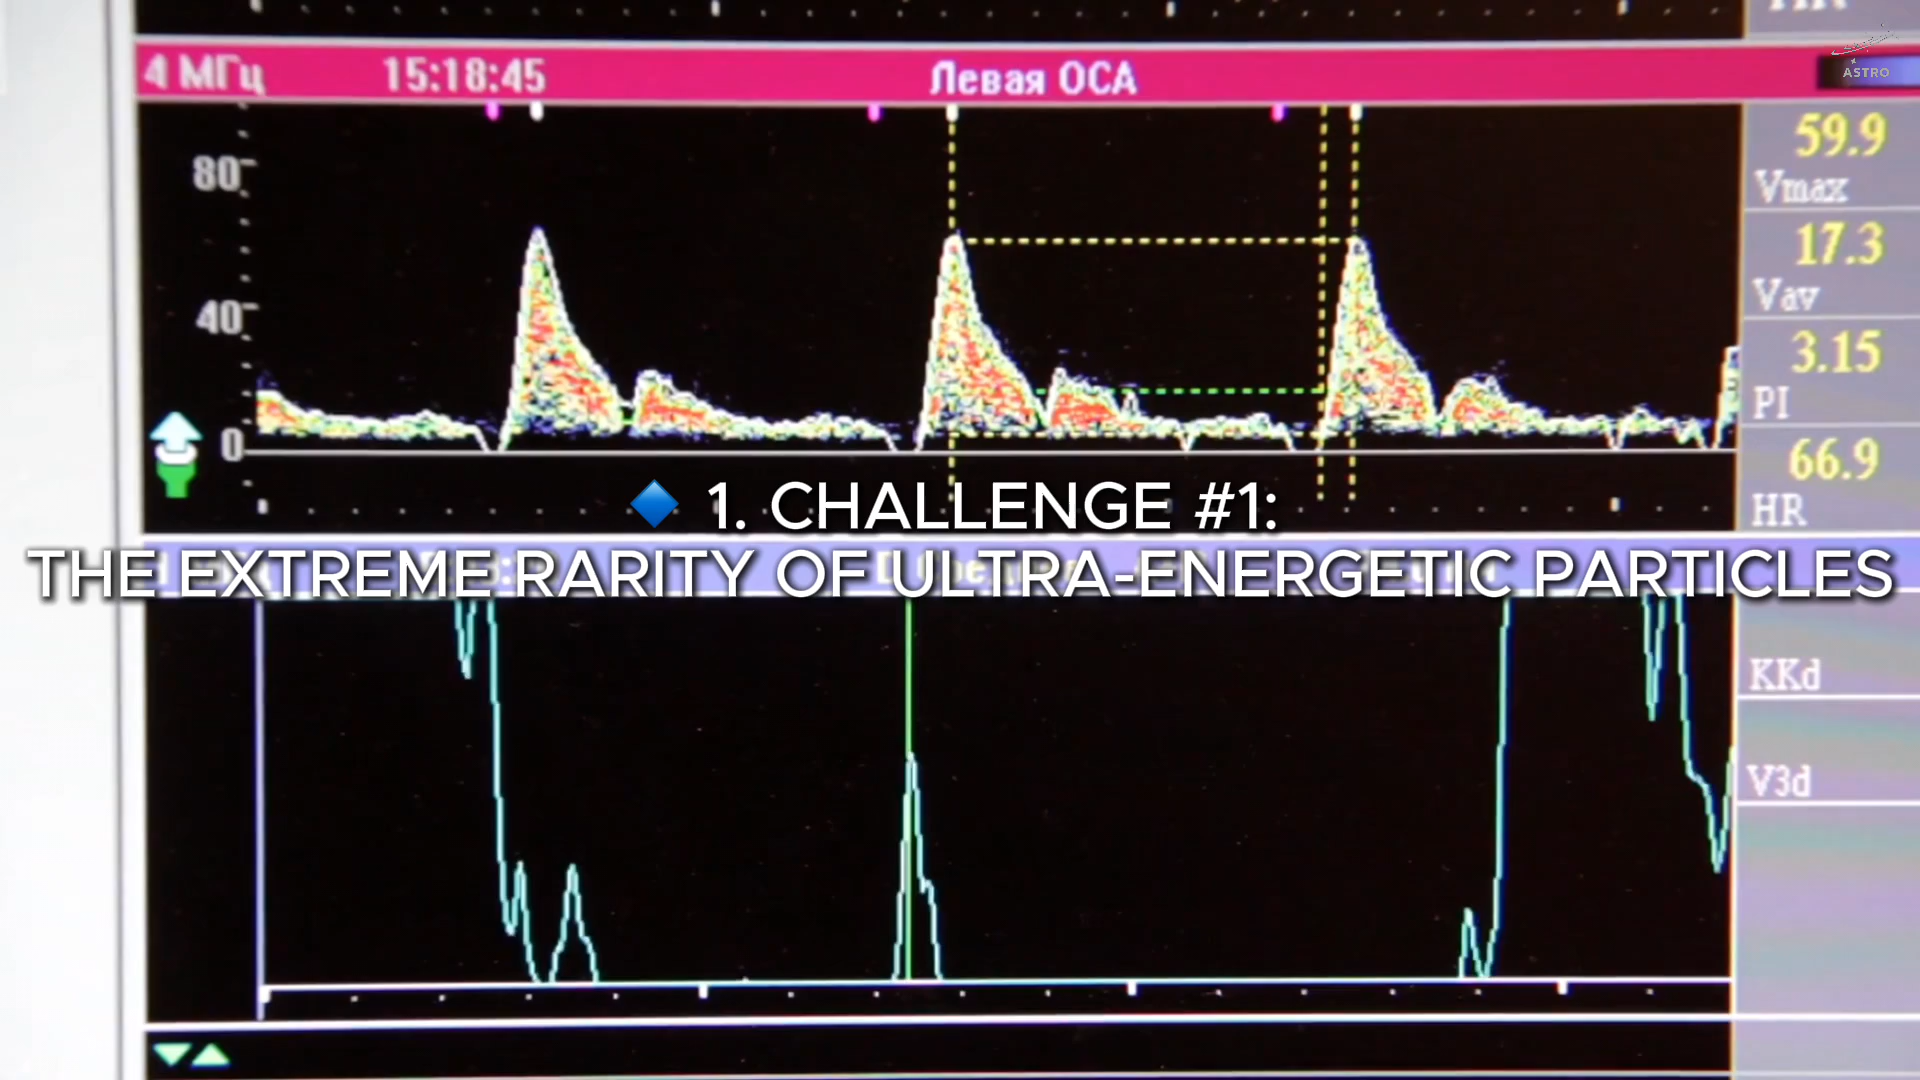 4 МГц 15:18:45 Левая ОСА
ASTRO
80
40
0
59.9
Vmax
17.3
Vav
3.15
PI
66.9
HR
🔷 1. CHALLENGE #1:
THE EXTREME RARITY OF ULTRA-ENERGETIC PARTICLES
KKd
V3d